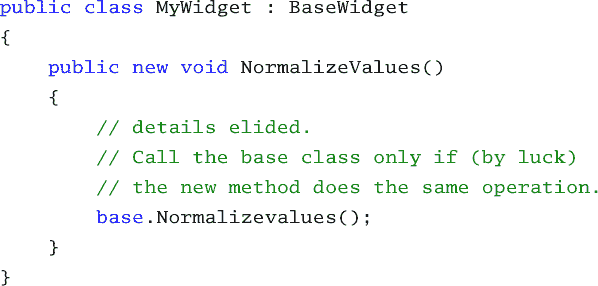 public class MyWidget : BaseWidget
{
    public new void NormalizeValues()
    {
        // details elided.
        // Call the base class only if (by luck)
        // the new method does the same operation.
        base.Normalizevalues();
    }
}